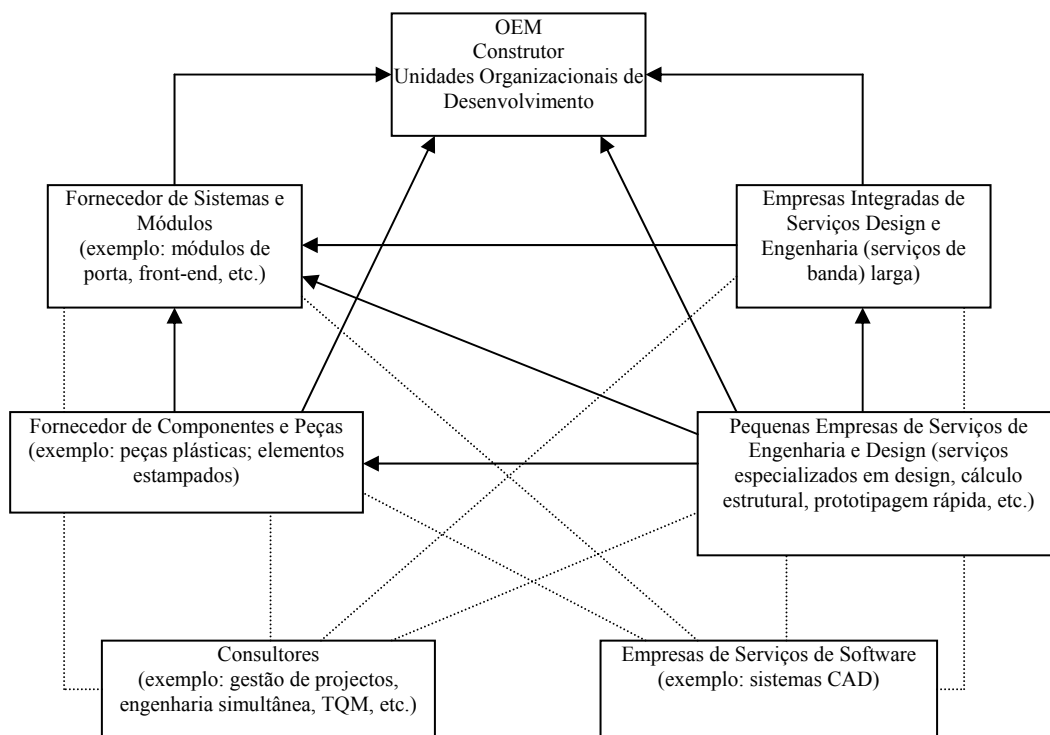 OEM
Construtor
Unidades Organizacionais de
Desenvolvimento
Fornecedor de Sistemas e
Módulos
(exemplo: módulos de
porta, front-end, etc.)
Empresas Integradas de
Serviços Design e
Engenharia (serviços de
banda) larga)
Fornecedor de Componentes e Peças
(exemplo: peças plásticas; elementos
estampados)
Pequenas Empresas de Serviços de
Engenharia e Design (serviços
especializados em design, cálculo
estrutural, prototipagem rápida, etc.)
Consultores
(exemplo: gestão de projectos,
engenharia simultânea, TQM, etc.)
Empresas de Serviços de Software
(exemplo: sistemas CAD)